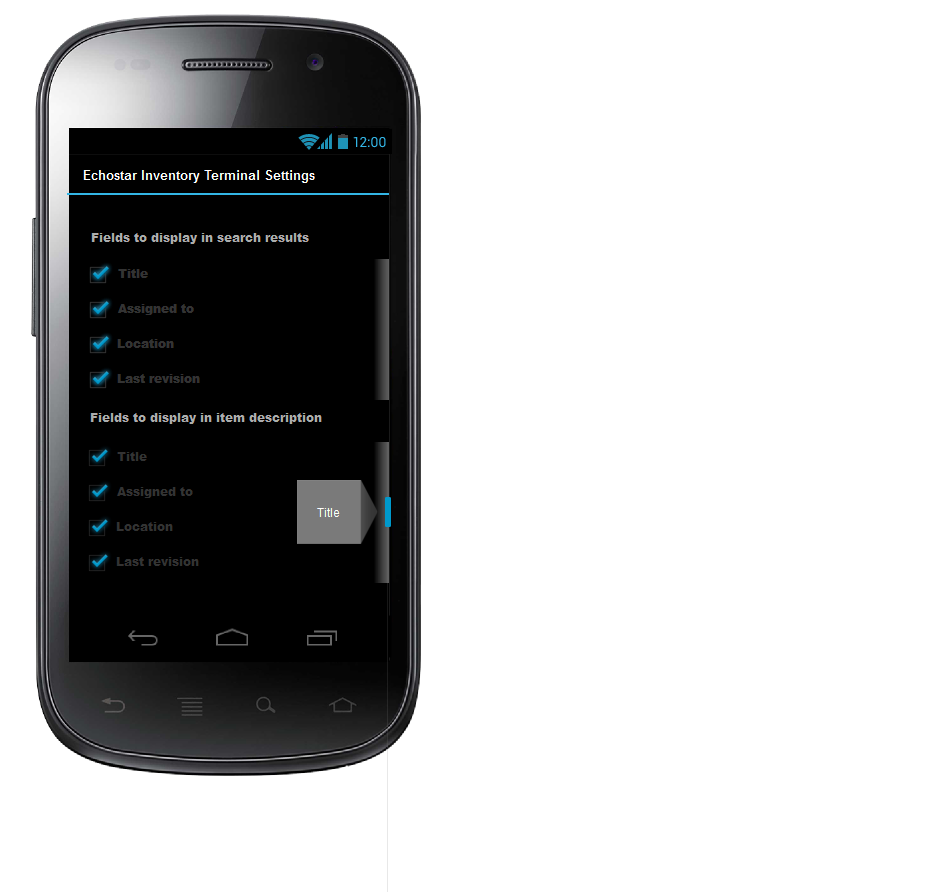 12:00
Echostar Inventory Terminal Settings
Fields to display in search results
Title
Assigned to
Location
Last revision
Fields to display in item description
Title
Assigned to
Title
Location
Last revision